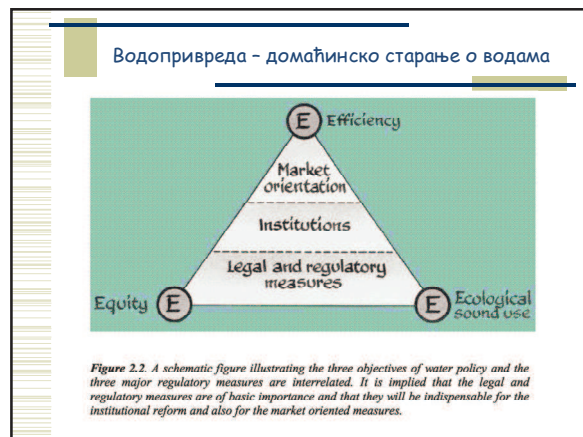 Водопривреда – домаћинско старање о водама
E Efficiency
Market
orientation
Institutions
Legal and regulatory
measures
Equity E
E Ecological
sound use
Figure 2.2. A schematic figure illustrating the three objectives of water policy and the
three major regulatory measures are interrelated. It is implied that the legal and
regulatory measures are of basic importance and that they will be indispensable for the
institutional reform and also for the market oriented measures.